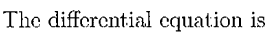 The differential equation is